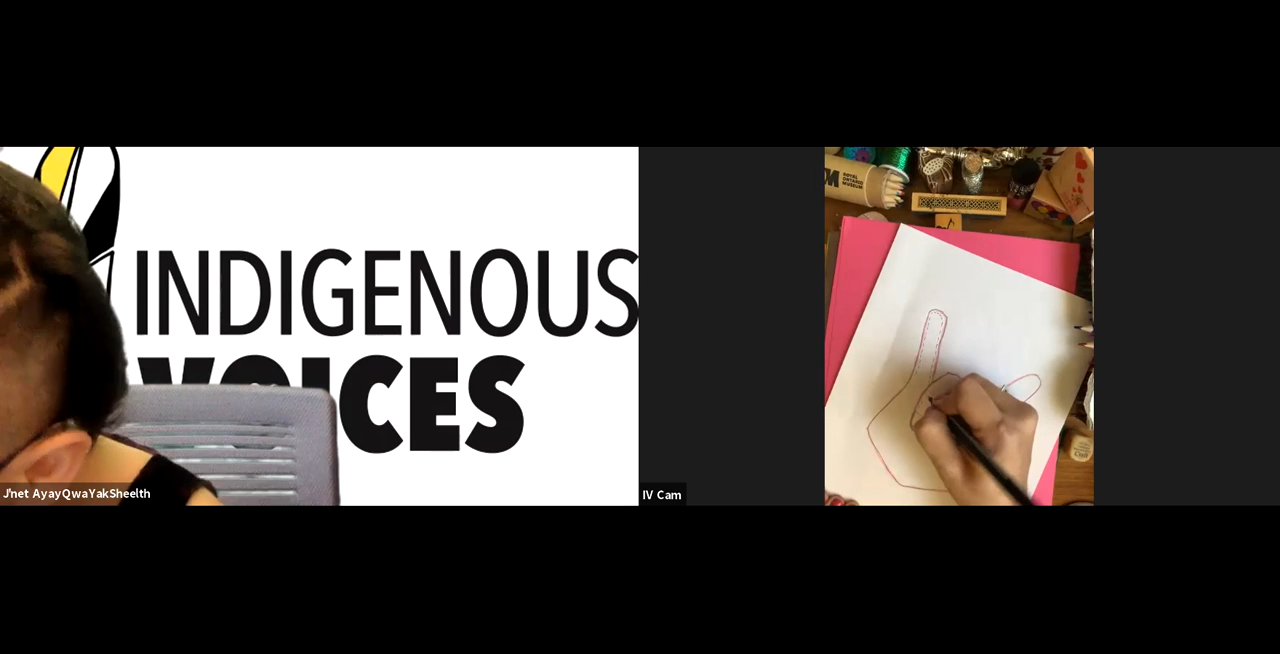 INDIGENOUS
VOICES
J'net AyayQwaYakSheelth
IV Cam
M
ROYAL
ONTARIO
MUSEUM